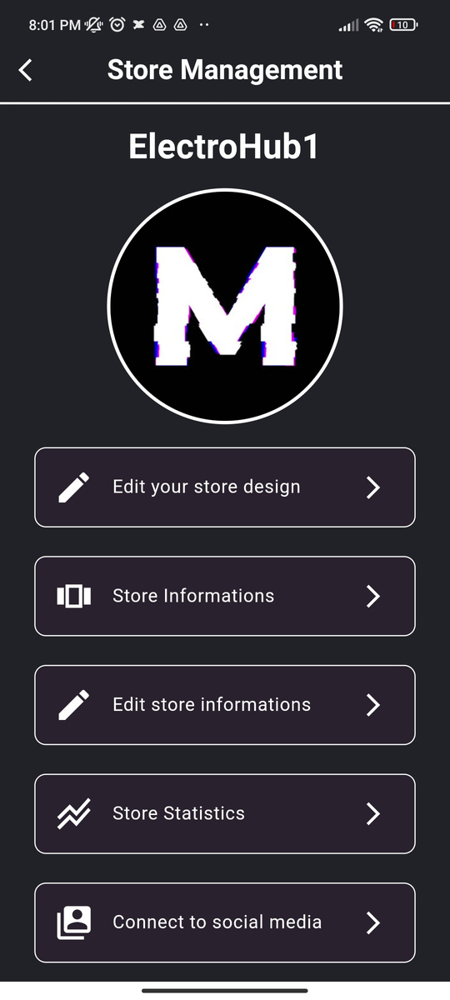 8:01 PM
10
Store Management
ElectroHub1
M
Edit your store design
Store Informations
Edit store informations
Store Statistics
Connect to social media